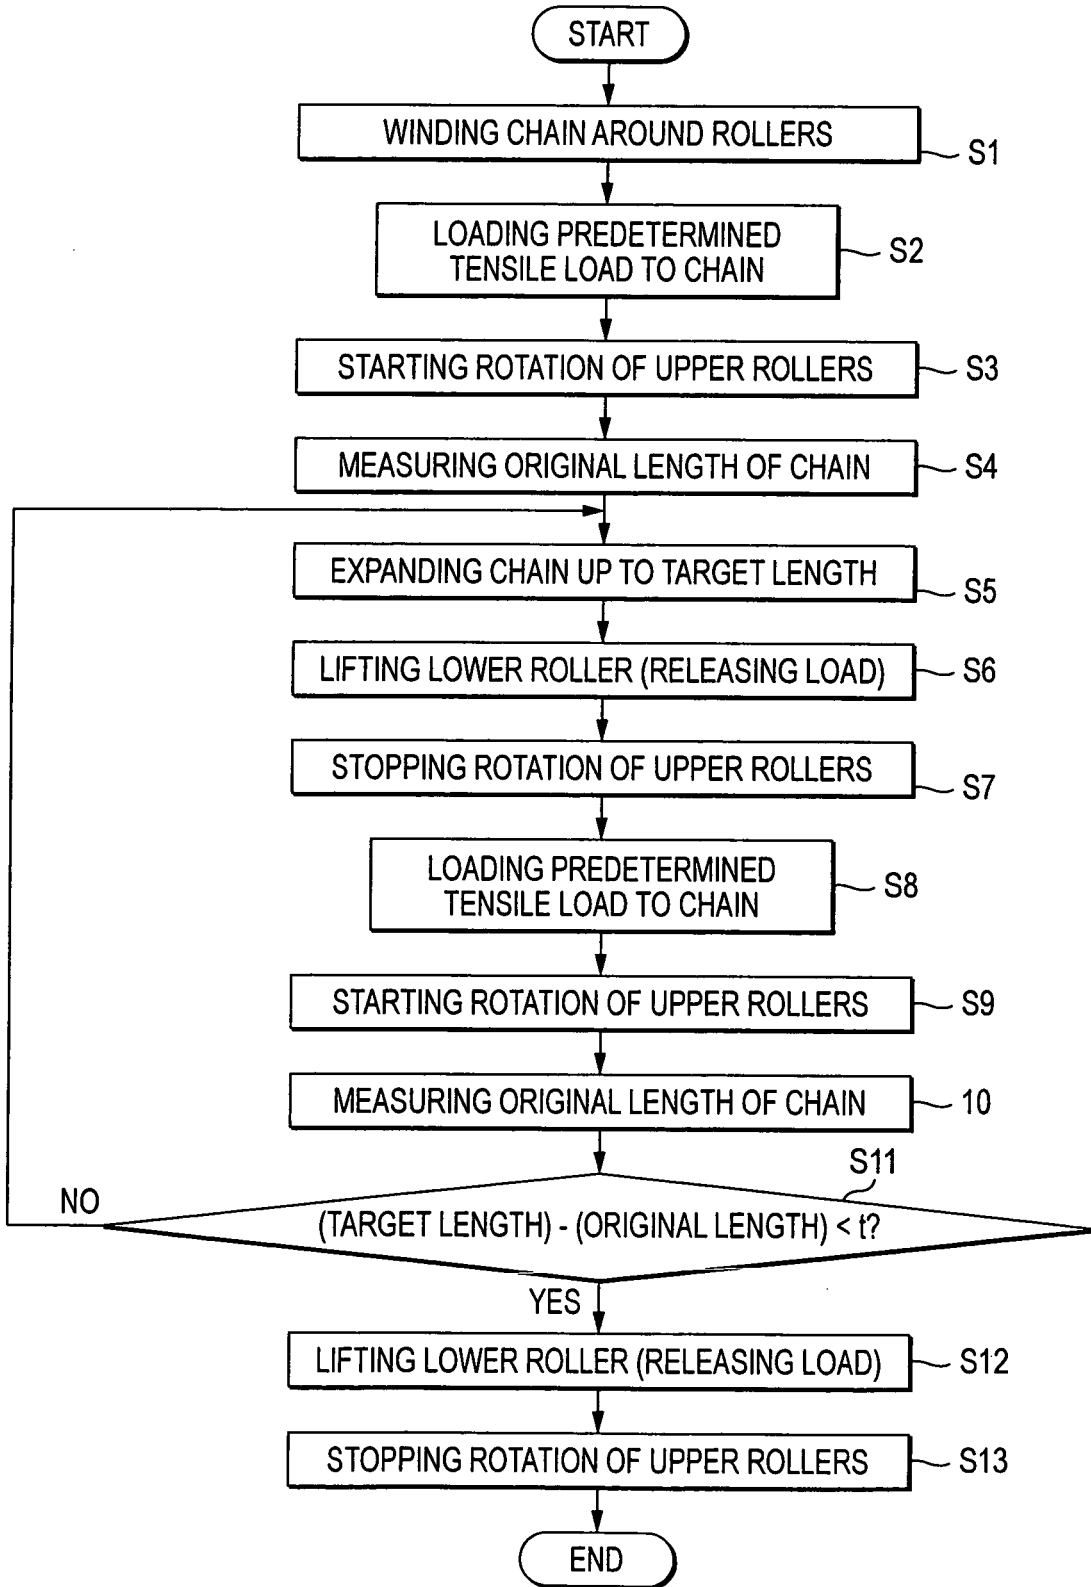 START
WINDING CHAIN AROUND ROLLERS
S1
LOADING PREDETERMINED
TENSILE LOAD TO CHAIN
S2
STARTING ROTATION OF UPPER ROLLERS
S3
MEASURING ORIGINAL LENGTH OF CHAIN
S4
EXPANDING CHAIN UP TO TARGET LENGTH
S5
LIFTING LOWER ROLLER (RELEASING LOAD)
S6
STOPPING ROTATION OF UPPER ROLLERS
S7
LOADING PREDETERMINED
TENSILE LOAD TO CHAIN
S8
STARTING ROTATION OF UPPER ROLLERS
S9
MEASURING ORIGINAL LENGTH OF CHAIN
10
S11
NO
(TARGET LENGTH) - (ORIGINAL LENGTH) < t?
YES
LIFTING LOWER ROLLER (RELEASING LOAD)
S12
STOPPING ROTATION OF UPPER ROLLERS
S13
END